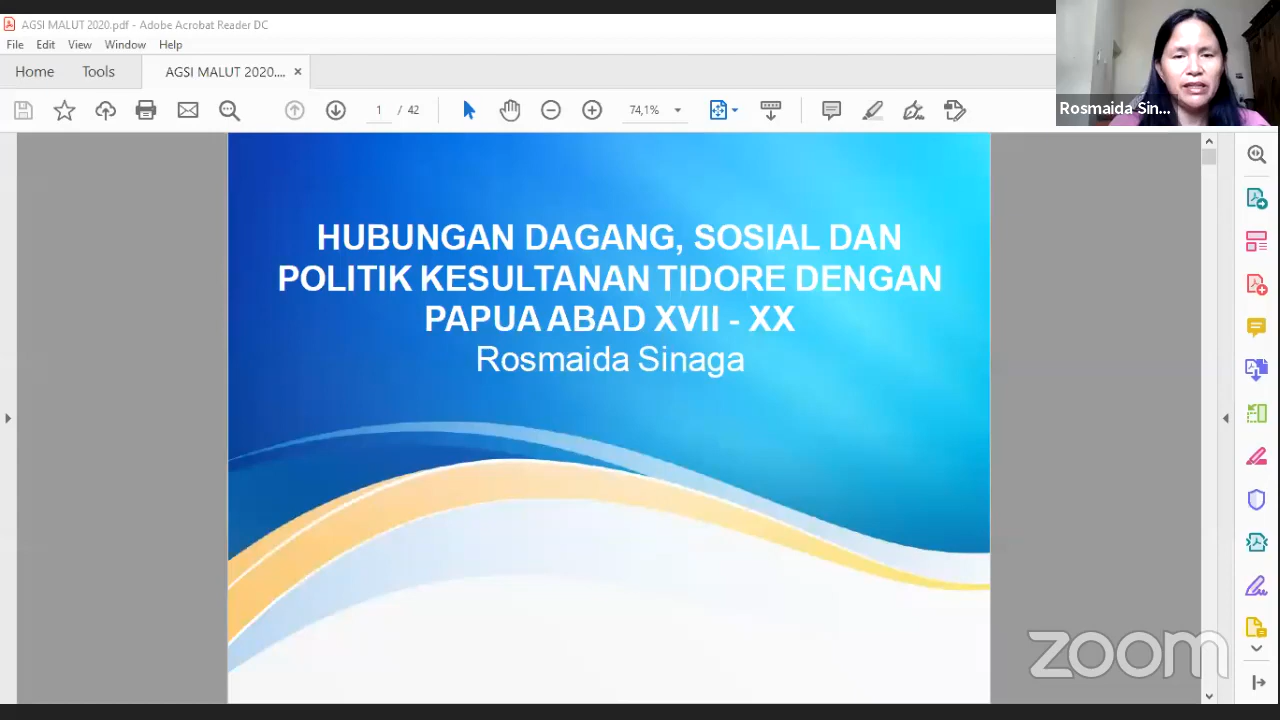 AGSI MALUT 2020.pdf - Adobe Acrobat Reader DC
File Edit View Window Help
Home Tools AGSI MALUT 2020.... ×
1 / 42 74,1%
Rosmaida Sin...
HUBUNGAN DAGANG, SOSIAL DAN
POLITIK KESULTANAN TIDORE DENGAN
PAPUA ABAD XVII - XX
Rosmaida Sinaga
zoom